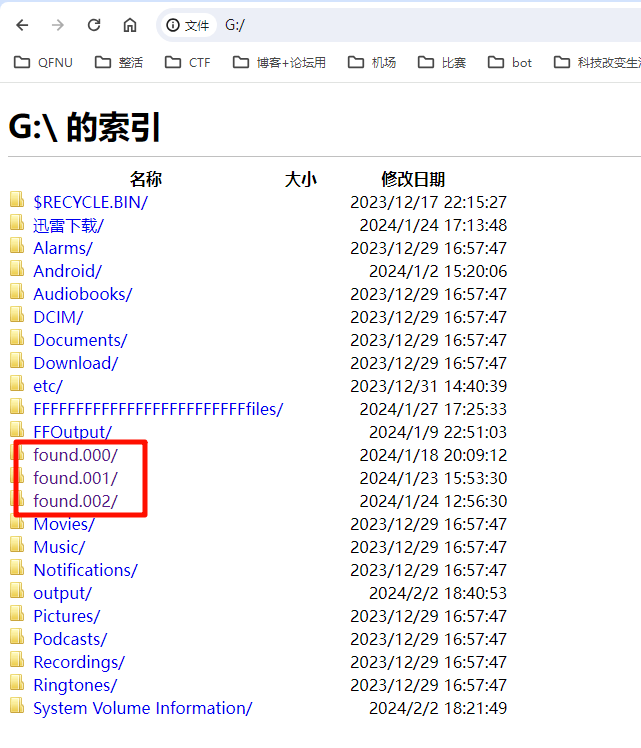 文件 G:/
QFNU 整活 CTF 博客+论坛用 机场 比赛 bot 科技改变生
G:\ 的索引
名称 大小 修改日期
$RECYCLE.BIN/ 2023/12/17 22:15:27
迅雷下载/ 2024/1/24 17:13:48
Alarms/ 2023/12/29 16:57:47
Android/ 2024/1/2 15:20:06
Audiobooks/ 2023/12/29 16:57:47
DCIM/ 2023/12/29 16:57:47
Documents/ 2023/12/29 16:57:47
Download/ 2023/12/29 16:57:47
etc/ 2023/12/31 14:40:39
FFFFFFFFFFFFFFFFFFFFFFFFFfiles/ 2024/1/27 17:25:33
FFOutput/ 2024/1/9 22:51:03
found.000/ 2024/1/18 20:09:12
found.001/ 2024/1/23 15:53:30
found.002/ 2024/1/24 12:56:30
Movies/ 2023/12/29 16:57:47
Music/ 2023/12/29 16:57:47
Notifications/ 2023/12/29 16:57:47
output/ 2024/2/2 18:40:53
Pictures/ 2023/12/29 16:57:47
Podcasts/ 2023/12/29 16:57:47
Recordings/ 2023/12/29 16:57:47
Ringtones/ 2023/12/29 16:57:47
System Volume Information/ 2024/2/2 18:21:49